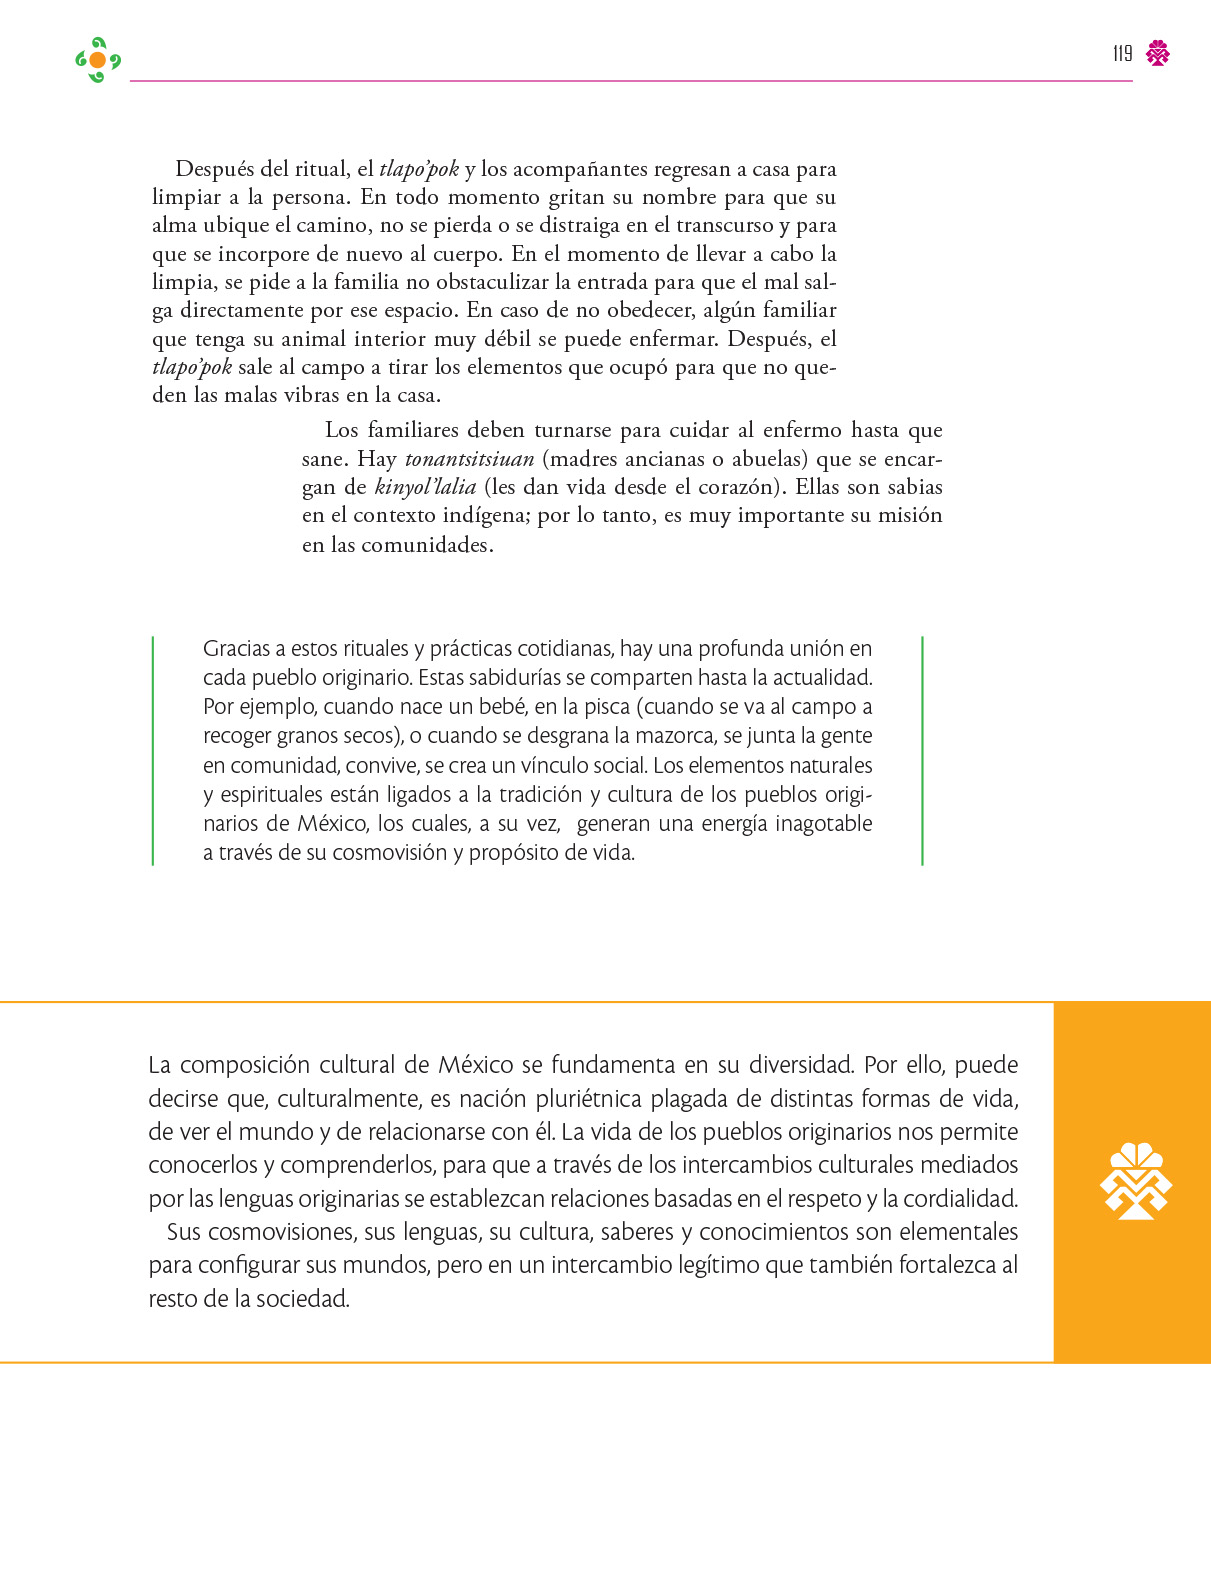 119
Después del ritual, el tlapo’pok y los acompañantes regresan a casa para
limpiar a la persona. En todo momento gritan su nombre para que su
alma ubique el camino, no se pierda o se distraiga en el transcurso y para
que se incorpore de nuevo al cuerpo. En el momento de llevar a cabo la
limpia, se pide a la familia no obstaculizar la entrada para que el mal sal-
ga directamente por ese espacio. En caso de no obedecer, algún familiar
que tenga su animal interior muy débil se puede enfermar. Después, el
tlapo’pok sale al campo a tirar los elementos que ocupó para que no que-
den las malas vibras en la casa.
Los familiares deben turnarse para cuidar al enfermo hasta que
sane. Hay tonantsitsiuan (madres ancianas o abuelas) que se encar-
gan de kinyol’lalia (les dan vida desde el corazón). Ellas son sabias
en el contexto indígena; por lo tanto, es muy importante su misión
en las comunidades.
Gracias a estos rituales y prácticas cotidianas, hay una profunda unión en
cada pueblo originario. Estas sabidurías se comparten hasta la actualidad.
Por ejemplo, cuando nace un bebé, en la pisca (cuando se va al campo a
recoger granos secos), o cuando se desgrana la mazorca, se junta la gente
en comunidad, convive, se crea un vínculo social. Los elementos naturales
y espirituales están ligados a la tradición y cultura de los pueblos origi-
narios de México, los cuales, a su vez, generan una energía inagotable
a través de su cosmovisión y propósito de vida.
La composición cultural de México se fundamenta en su diversidad. Por ello, puede
decirse que, culturalmente, es nación pluriétnica plagada de distintas formas de vida,
de ver el mundo y de relacionarse con él. La vida de los pueblos originarios nos permite
conocerlos y comprenderlos, para que a través de los intercambios culturales mediados
por las lenguas originarias se establezcan relaciones basadas en el respeto y la cordialidad.
Sus cosmovisiones, sus lenguas, su cultura, saberes y conocimientos son elementales
para configurar sus mundos, pero en un intercambio legítimo que también fortalezca al
resto de la sociedad.